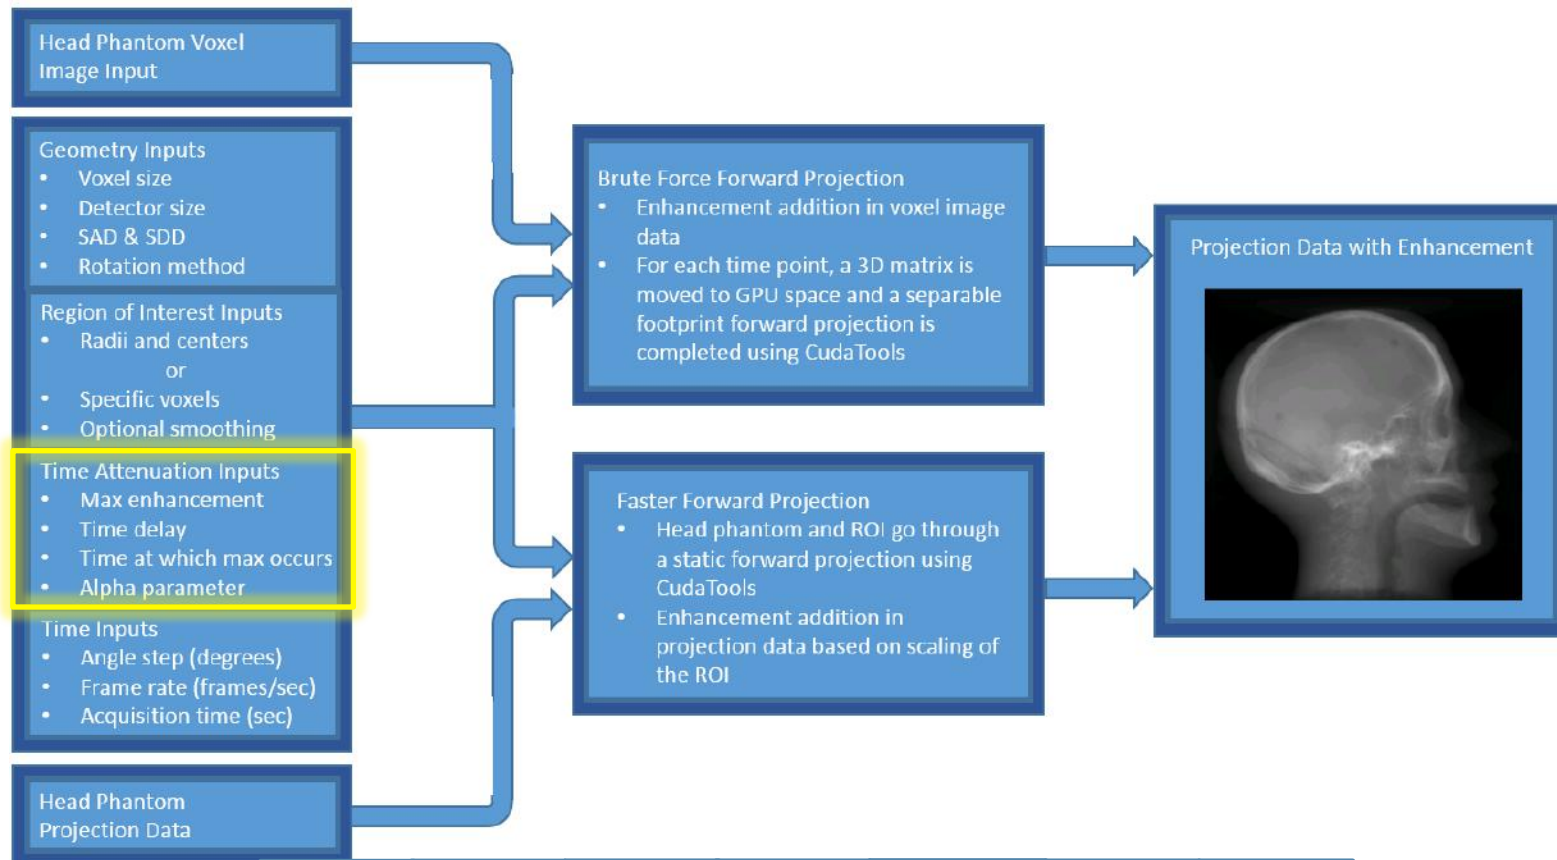 Head Phantom Voxel
Image Input
Geometry Inputs
• Voxel size
• Detector size
• SAD & SDD
• Rotation method
Region of Interest Inputs
• Radii and centers
or
• Specific voxels
• Optional smoothing
Time Attenuation Inputs
• Max enhancement
• Time delay
• Time at which max occurs
• Alpha parameter
Time Inputs
• Angle step (degrees)
• Frame rate (frames/sec)
• Acquisition time (sec)
Head Phantom
Projection Data
Brute Force Forward Projection
• Enhancement addition in voxel image
data
• For each time point, a 3D matrix is
moved to GPU space and a separable
footprint forward projection is
completed using CudaTools
Faster Forward Projection
• Head phantom and ROI go through
a static forward projection using
CudaTools
• Enhancement addition in
projection data based on scaling of
the ROI
Projection Data with Enhancement